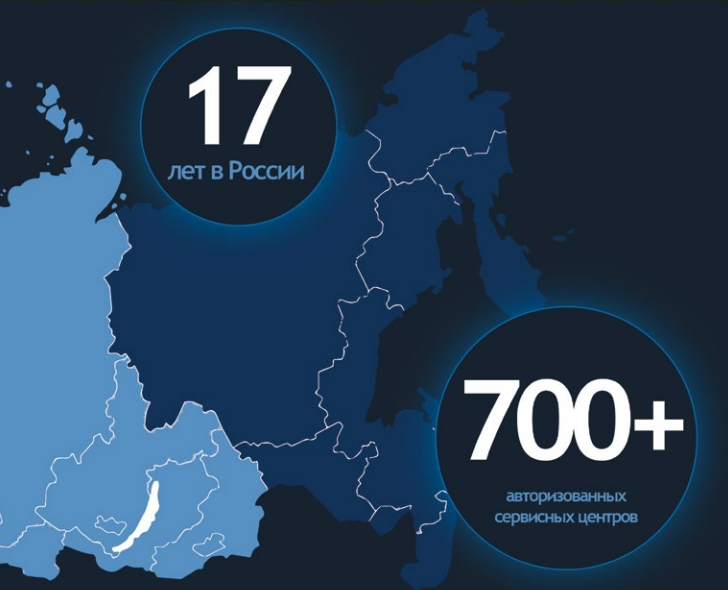 17
лет в России
700+
авторизованных
сервисных центров